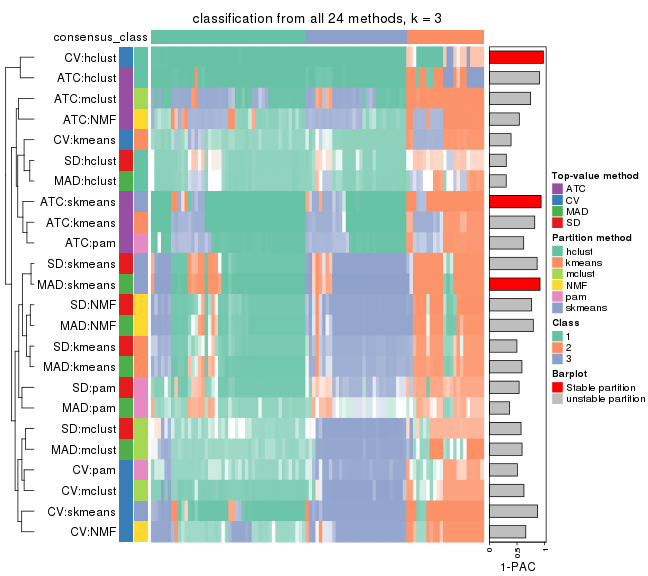 classification from all 24 methods, k = 3
consensus_class
CV:hclust
ATC:hclust
ATC:mclust
ATC:NMF
CV:kmeans
SD:hclust
MAD:hclust
ATC:skmeans
ATC:kmeans
ATC:pam
SD:skmeans
MAD:skmeans
SD:NMF
MAD:NMF
SD:kmeans
MAD:kmeans
SD:pam
MAD:pam
SD:mclust
MAD:mclust
CV:pam
CV:mclust
CV:skmeans
CV:NMF
0
0.5
1
1-PAC
Top-value method
ATC
CV
MAD
SD
Partition method
hclust
kmeans
mclust
NMF
pam
skmeans
Class
1
2
3
Barplot
Stable partition
unstable partition